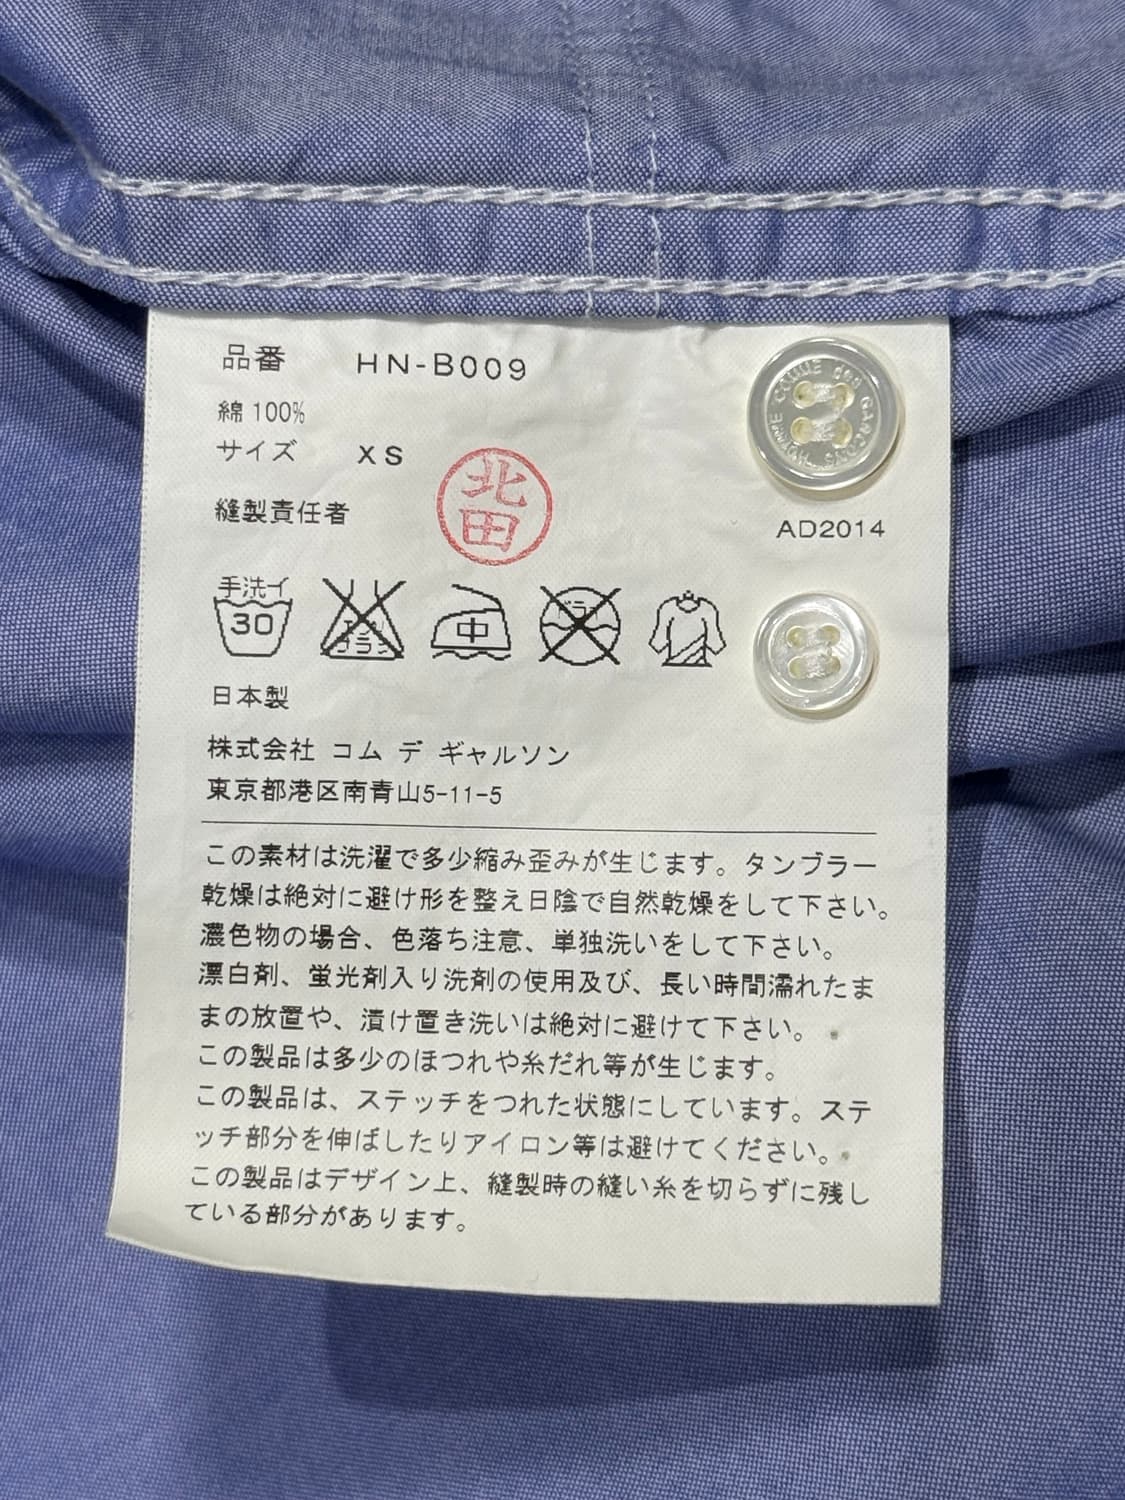 品番 HN-B009
綿 100%
サイズ XS
縫製責任者 北田
HOMME COMME des GARÇONS
AD2014
手洗イ
30
中
ドライ
日本製
株式会社 コム デ ギャルソン
東京都港区南青山5-11-5
この素材は洗濯で多少縮み歪みが生じます。タンブラー
乾燥は絶対に避け形を整え日陰で自然乾燥をして下さい。
濃色物の場合、色落ち注意、単独洗いをして下さい。
漂白剤、蛍光剤入り洗剤の使用及び、長い時間濡れたま
まの放置や、漬け置き洗いは絶対に避けて下さい。
この製品は多少のほつれや糸だれ等が生じます。
この製品は、ステッチをつれた状態にしています。ステ
ッチ部分を伸ばしたりアイロン等は避けてください。
この製品はデザイン上、縫製時の縫い糸を切らずに残し
ている部分があります。